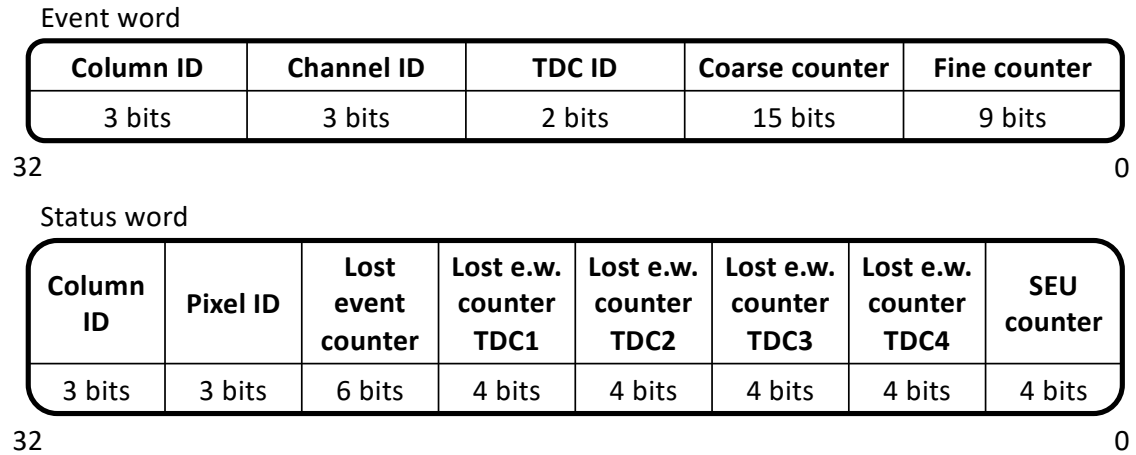 Event word
Column ID Channel ID TDC ID Coarse counter Fine counter
3 bits 3 bits 2 bits 15 bits 9 bits
32 0
Status word
Column ID
Pixel ID
Lost event counter
Lost e.w. counter TDC1
Lost e.w. counter TDC2
Lost e.w. counter TDC3
Lost e.w. counter TDC4
SEU counter
3 bits 3 bits 6 bits 4 bits 4 bits 4 bits 4 bits 4 bits
32 0